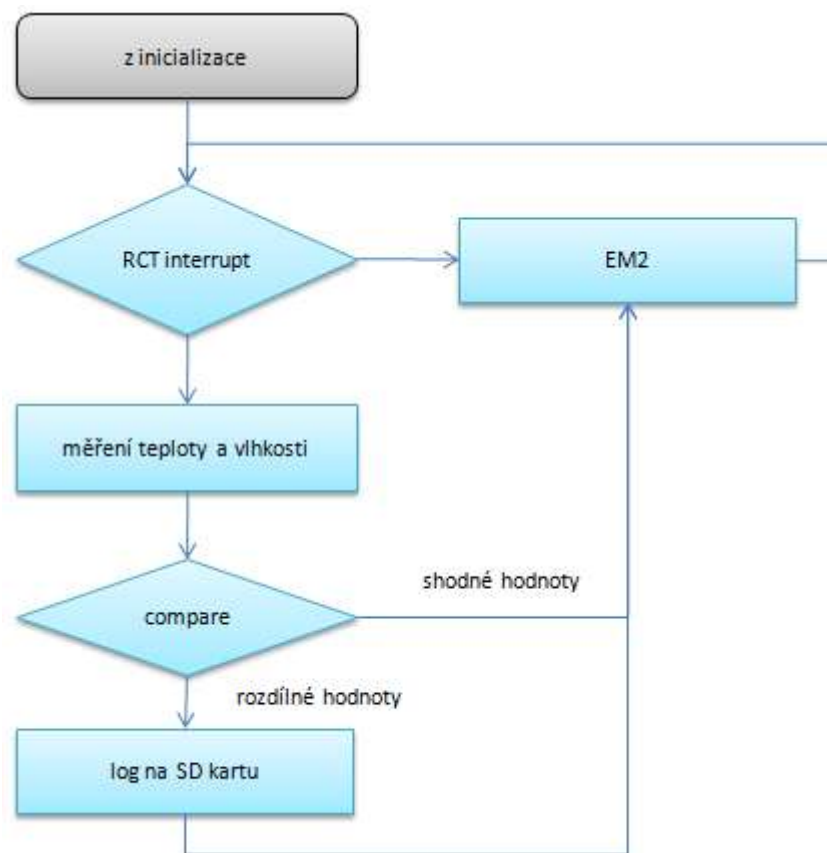 z inicializace
RCT interrupt
EM2
měření teploty a vlhkosti
shodné hodnoty
compare
rozdílné hodnoty
log na SD kartu